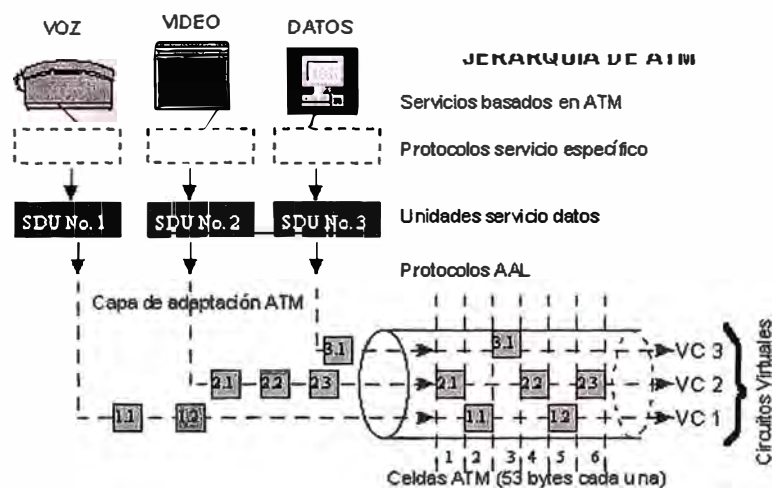 VOZ VIDEO DATOS
JERARQUIA DE ATM
Servicios basados en ATM
Protocolos servicio específico
SDU No.1 SDU No.2 SDU No.3
Unidades servicio datos
Protocolos AAL
Capa de adaptación ATM
3.1 3.1 VC 3
2.1 2.2 2.3 2.1 2.2 2.3 VC 2
1.1 1.2 1.1 1.2 VC 1
Circuitos Virtuales
1 2 3 4 5 6
Celdas ATM (53 bytes cada una)